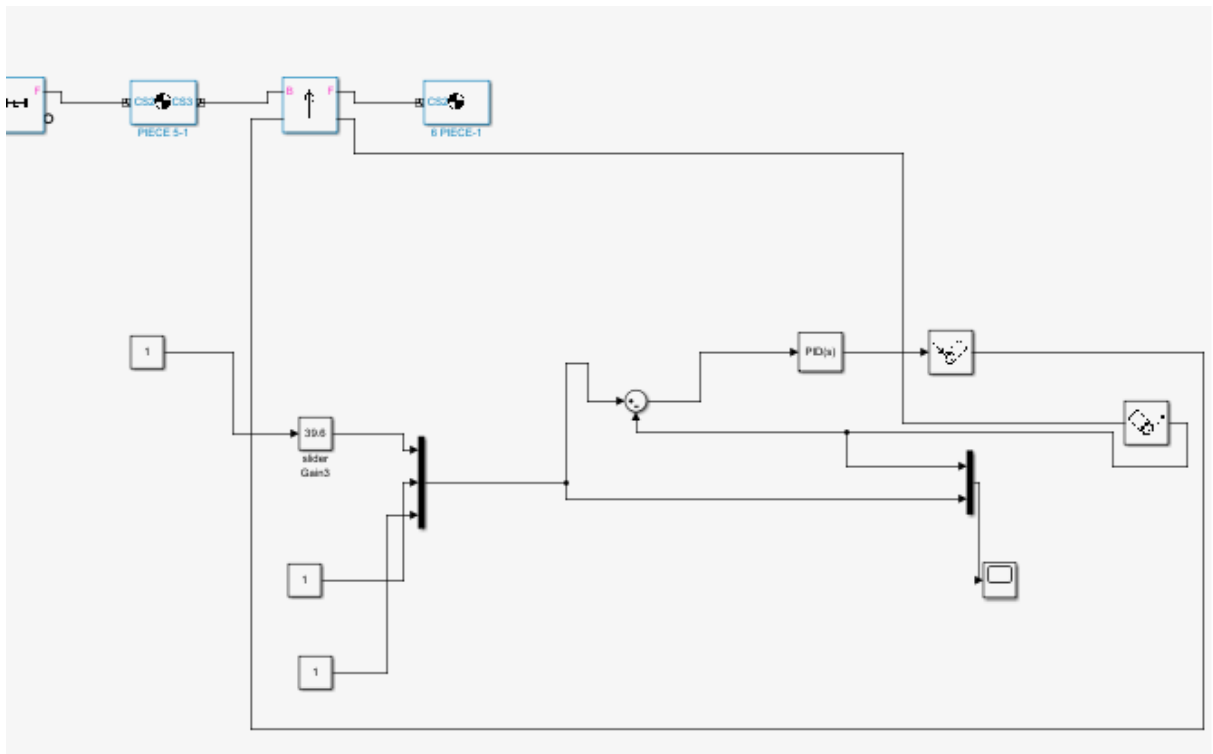 F
CS2 CS3
B F
CS2
PIECE 5-1
6 PIECE-1
1
PID(s)
39.6
slider
Gain3
1
1